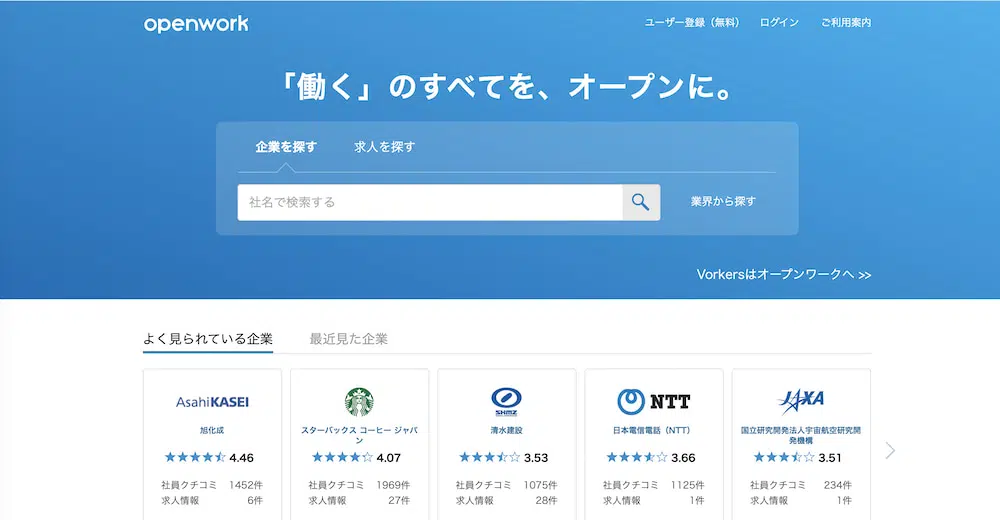 openwork
ユーザー登録（無料） ログイン ご利用案内
「働く」のすべてを、オープンに。
企業を探す 求人を探す
社名で検索する 業界から探す
Vorkersはオープンワークへ >>
よく見られている企業 最近見た企業
AsahiKASEI
旭化成
4.46
社員クチコミ 1452件
求人情報 6件
スターバックス コーヒー ジャパ
ン
4.07
社員クチコミ 1969件
求人情報 27件
SHMZ
清水建設
3.53
社員クチコミ 1075件
求人情報 28件
NTT
日本電信電話（NTT）
3.66
社員クチコミ 1125件
求人情報 1件
JAXA
国立研究開発法人宇宙航空研究開
発機構
3.51
社員クチコミ 234件
求人情報 1件